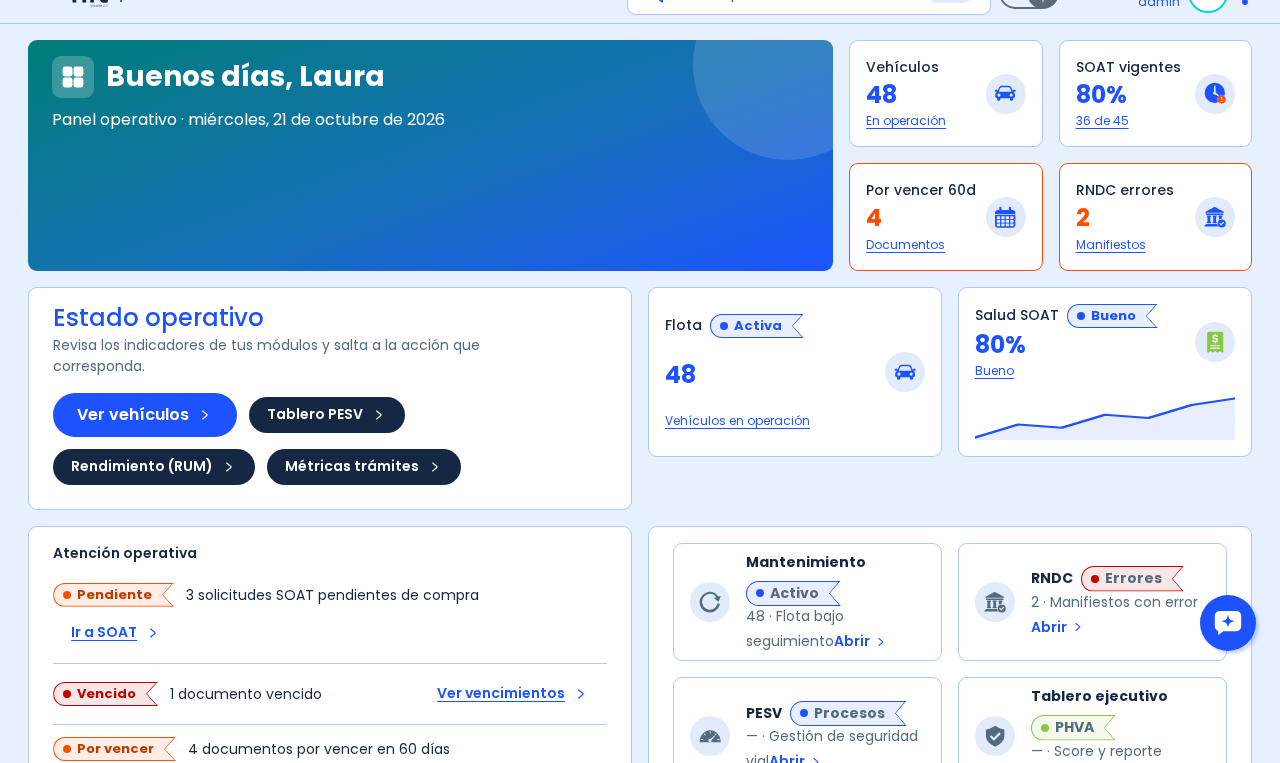 admin
Buenos días, Laura
Panel operativo · miércoles, 21 de octubre de 2026
Vehículos
48
En operación
SOAT vigentes
80%
36 de 45
Por vencer 60d
4
Documentos
RNDC errores
2
Manifiestos
Estado operativo
Revisa los indicadores de tus módulos y salta a la acción que
corresponda.
Ver vehículos
Tablero PESV
Rendimiento (RUM)
Métricas trámites
Flota Activa
48
Vehículos en operación
Salud SOAT Bueno
80%
Bueno
Atención operativa
Pendiente 3 solicitudes SOAT pendientes de compra
Ir a SOAT
Vencido 1 documento vencido Ver vencimientos
Por vencer 4 documentos por vencer en 60 días
Mantenimiento
Activo
48 · Flota bajo
seguimientoAbrir
RNDC Errores
2 · Manifiestos con error
Abrir
PESV Procesos
— · Gestión de seguridad
vialAbrir
Tablero ejecutivo
PHVA
— · Score y reporte